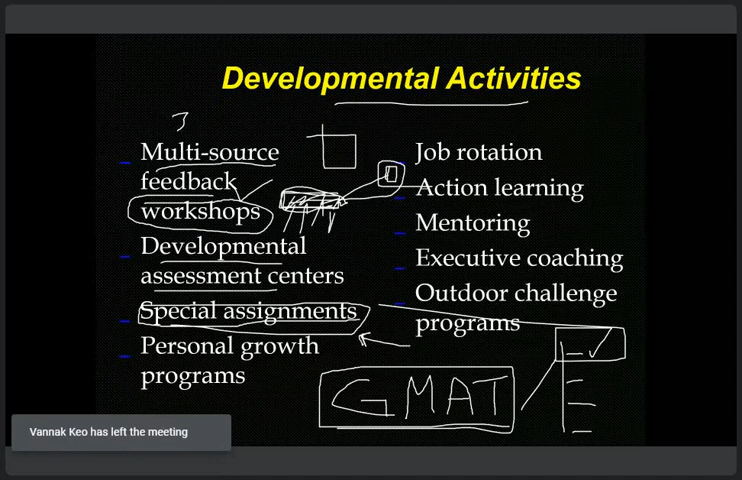 Developmental Activities
Multi-source
feedback
workshops
Developmental
assessment centers
Special assignments
Personal growth
programs
Job rotation
Action learning
Mentoring
Executive coaching
Outdoor challenge
programs
GMAT
Vannak Keo has left the meeting